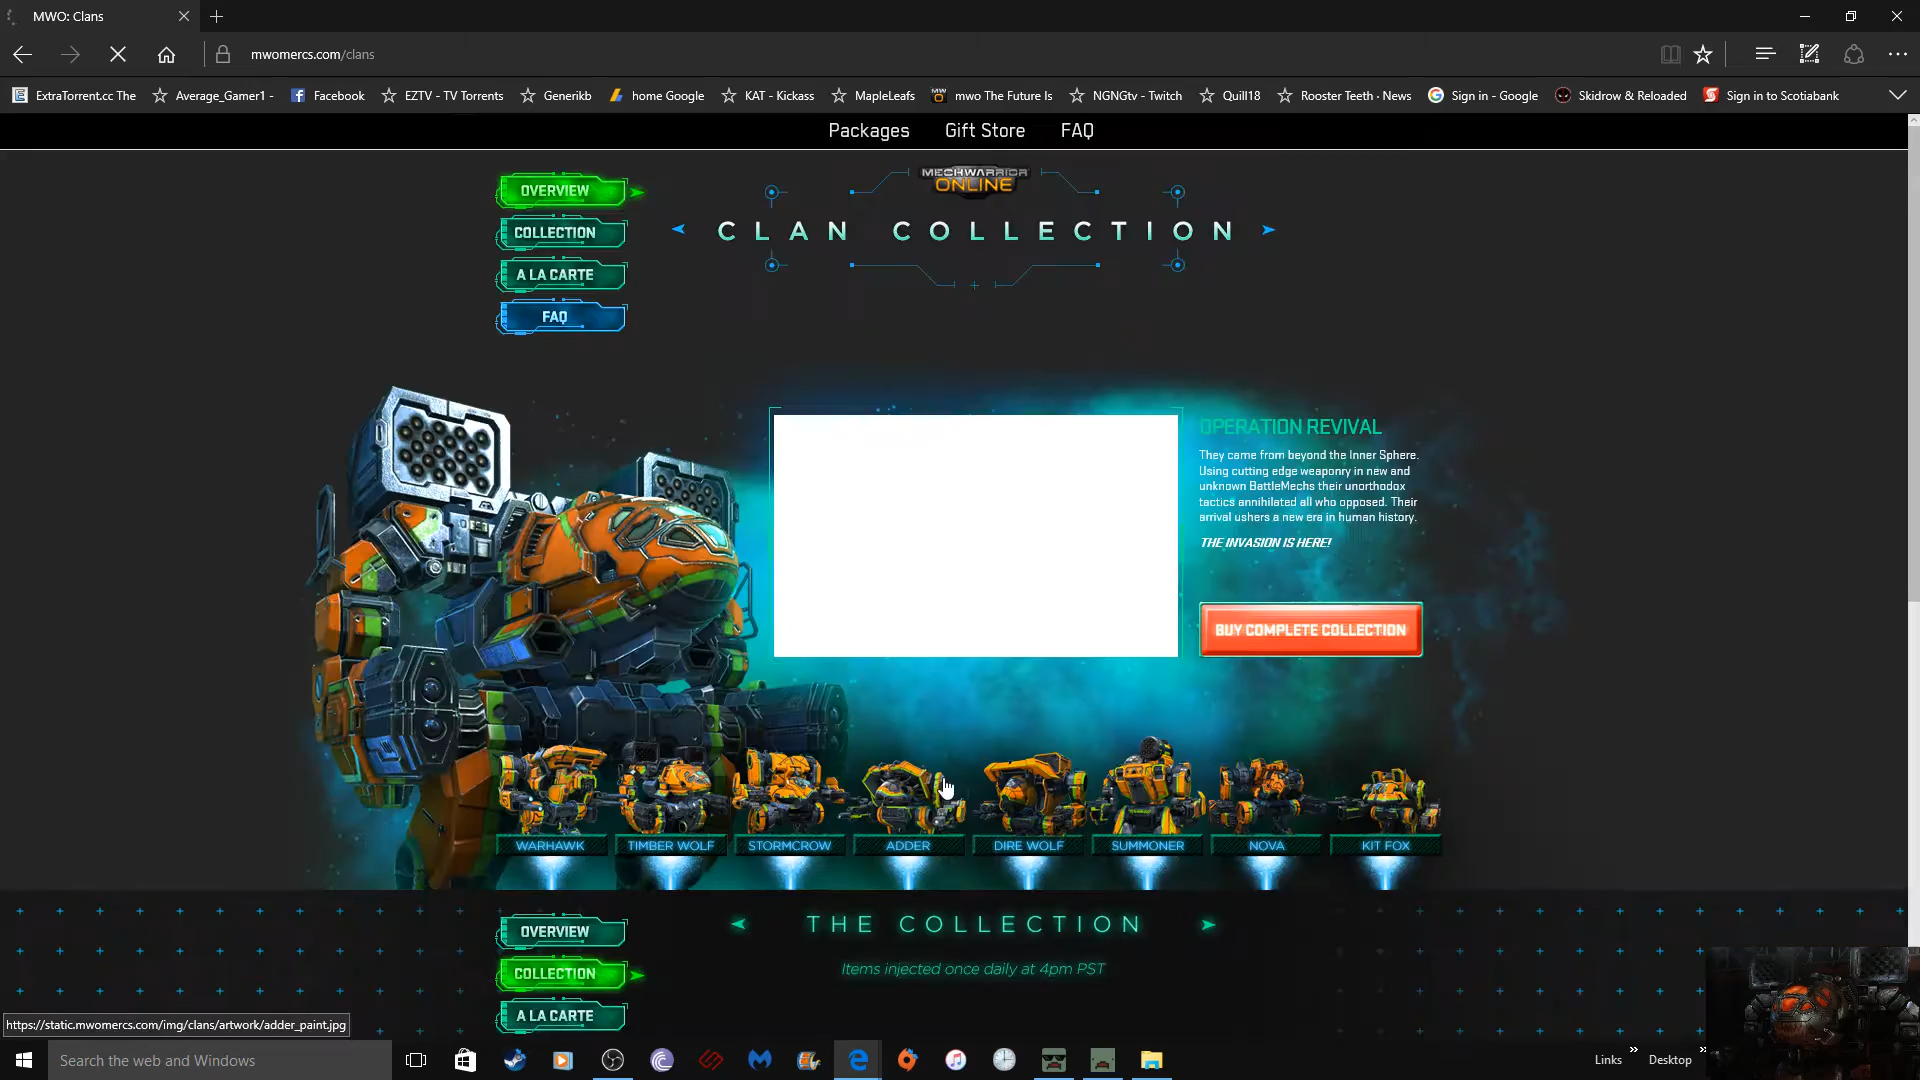 MWO: Clans
mwomercs.com/clans
ExtraTorrent.cc The
Average_Gamer1 -
Facebook
EZTV - TV Torrents
Generikb
home Google
KAT - Kickass
MapleLeafs
mwo The Future Is
NGNGtv - Twitch
Quill18
Rooster Teeth · News
Sign in - Google
Skidrow & Reloaded
Sign in to Scotiabank
Packages
Gift Store
FAQ
OVERVIEW
COLLECTION
A LA CARTE
FAQ
MECHWARRIOR
ONLINE
CLAN COLLECTION
OPERATION REVIVAL
They came from beyond the Inner Sphere.
Using cutting edge weaponry in new and
unknown BattleMechs their unorthodox
tactics annihilated all who opposed. Their
arrival ushers a new era in human history.
THE INVASION IS HERE!
BUY COMPLETE COLLECTION
WARHAWK
TIMBER WOLF
STORMCROW
ADDER
DIRE WOLF
SUMMONER
NOVA
KIT FOX
OVERVIEW
COLLECTION
A LA CARTE
THE COLLECTION
Items injected once daily at 4pm PST
https://static.mwomercs.com/img/clans/artwork/adder_paint.jpg
Search the web and Windows
Links
Desktop